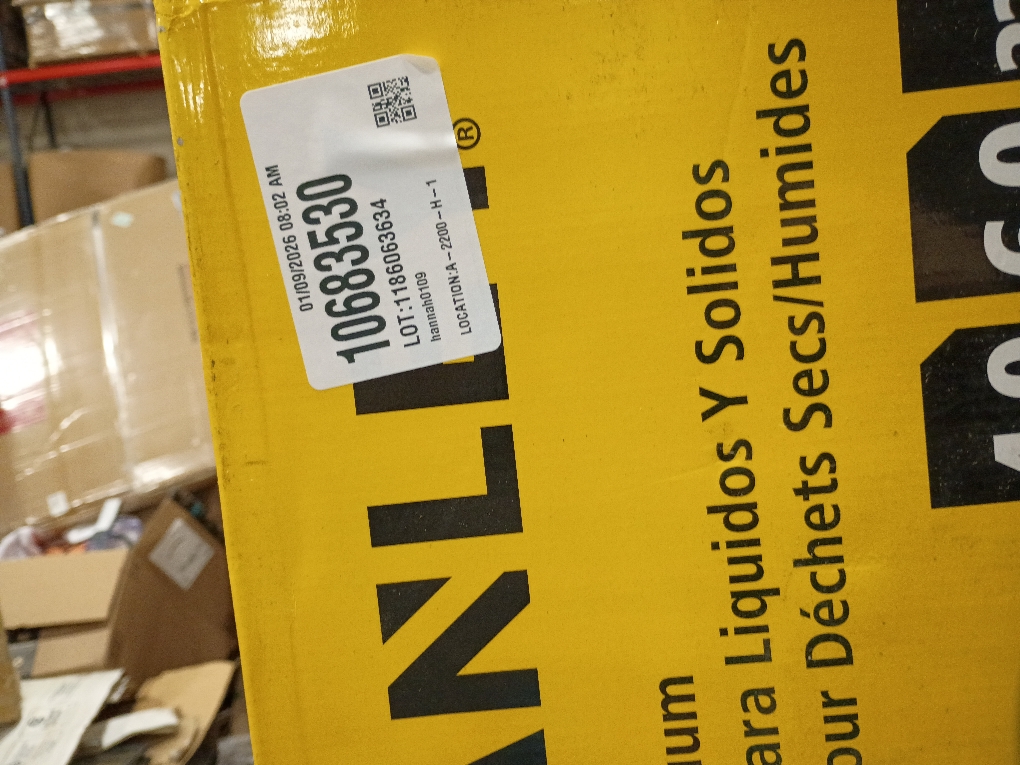 01/09/2026 08:02 AM
10683530
LOT:1186063634
hannah0109
LOCATION:A-2200-H-1
ANLEY®
uum
ara Liquidos Y Solidos
our Déchets Secs/Humides